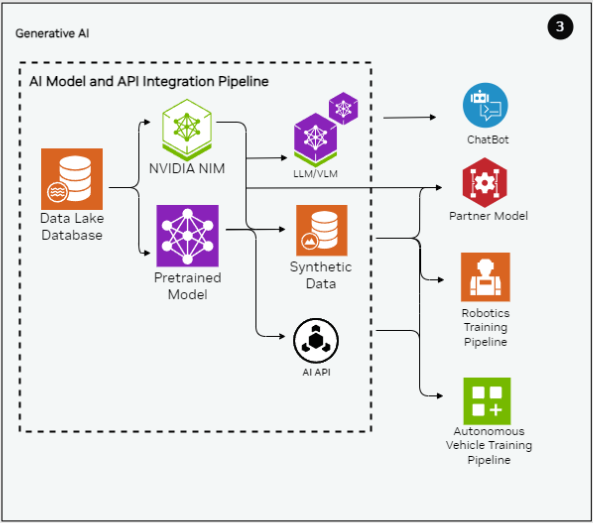 Generative AI
3
AI Model and API Integration Pipeline
NVIDIA NIM
LLM/VLM
ChatBot
Data Lake
Database
Partner Model
Pretrained
Model
Synthetic
Data
Robotics
Training
Pipeline
AI API
Autonomous
Vehicle Training
Pipeline